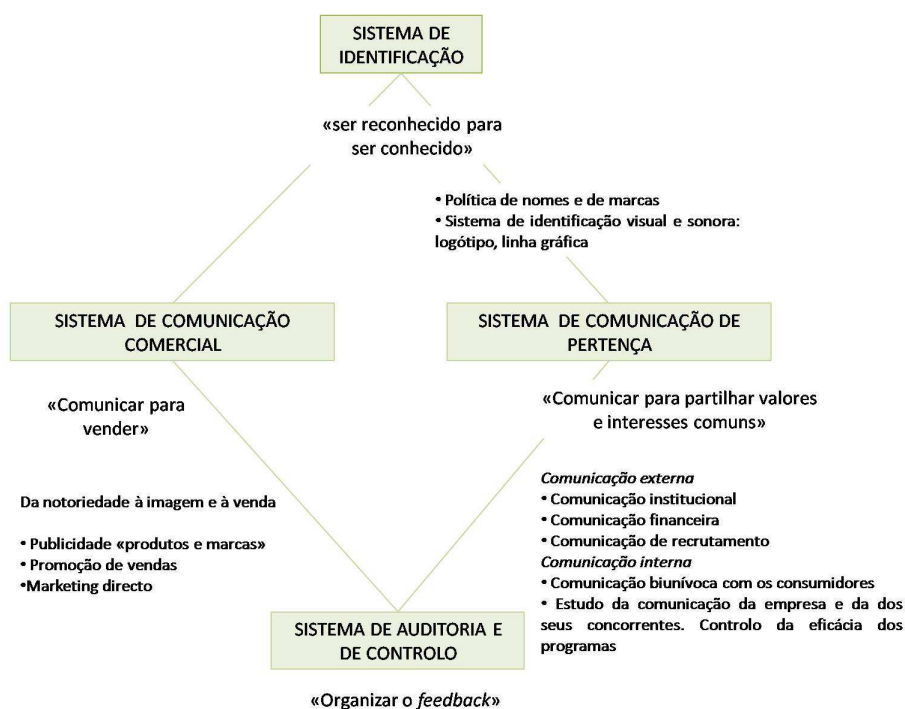 SISTEMA DE
IDENTIFICAÇÃO
«ser reconhecido para
ser conhecido»
• Política de nomes e de marcas
• Sistema de identificação visual e sonora:
logótipo, linha gráfica
SISTEMA DE COMUNICAÇÃO
COMERCIAL
SISTEMA DE COMUNICAÇÃO DE
PERTENÇA
«Comunicar para
vender»
«Comunicar para partilhar valores
e interesses comuns»
Da notoriedade à imagem e à venda
• Publicidade «produtos e marcas»
• Promoção de vendas
•Marketing directo
Comunicação externa
• Comunicação institucional
• Comunicação financeira
• Comunicação de recrutamento
Comunicação interna
• Comunicação biunívoca com os consumidores
• Estudo da comunicação da empresa e da dos
seus concorrentes. Controlo da eficácia dos
programas
SISTEMA DE AUDITORIA E
DE CONTROLO
«Organizar o feedback»